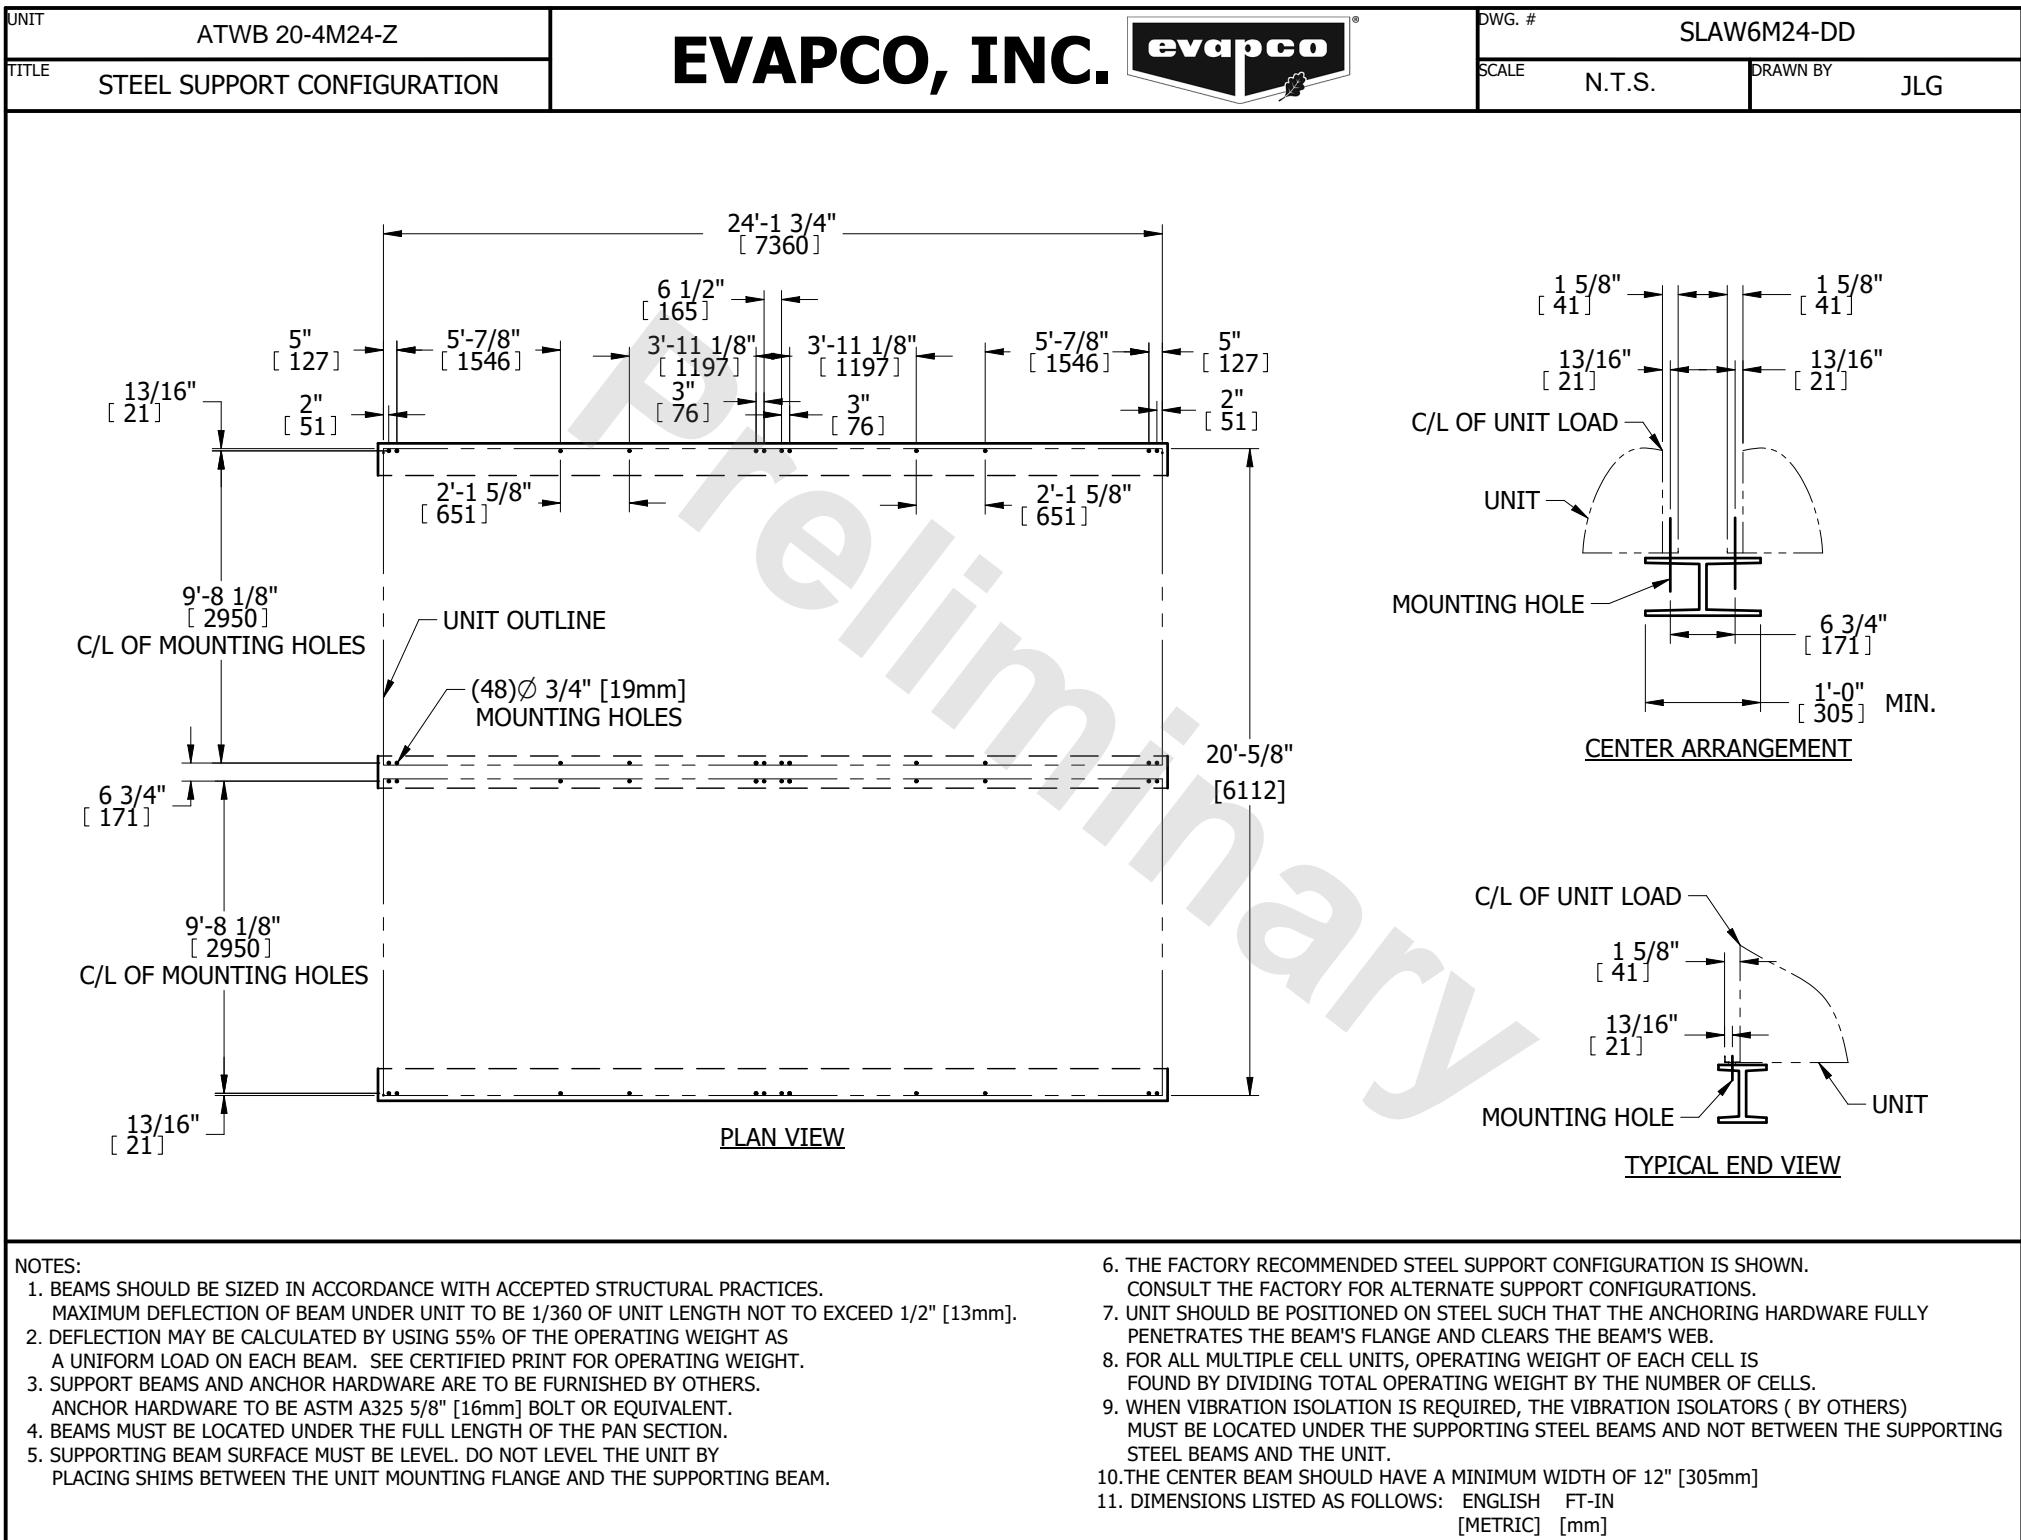 UNIT
ATWB 20-4M24-Z
TITLE
STEEL SUPPORT CONFIGURATION
EVAPCO, INC.
evapco
®
DWG. #
SLAW6M24-DD
SCALE
N.T.S.
DRAWN BY
JLG
24'-1 3/4"
[ 7360 ]
6 1/2"
[ 165 ]
5"
[ 127 ]
5'-7/8"
[ 1546 ]
3'-11 1/8"
[ 1197 ]
3'-11 1/8"
[ 1197 ]
5'-7/8"
[ 1546 ]
5"
[ 127 ]
13/16"
[ 21 ]
2"
[ 51 ]
3"
[ 76 ]
3"
[ 76 ]
2"
[ 51 ]
2'-1 5/8"
[ 651 ]
2'-1 5/8"
[ 651 ]
9'-8 1/8"
[ 2950 ]
C/L OF MOUNTING HOLES
UNIT OUTLINE
(48)Ø 3/4" [19mm]
MOUNTING HOLES
6 3/4"
[ 171 ]
20'-5/8"
[6112]
9'-8 1/8"
[ 2950 ]
C/L OF MOUNTING HOLES
13/16"
[ 21 ]
PLAN VIEW
Preliminary
1 5/8"
[ 41 ]
1 5/8"
[ 41 ]
13/16"
[ 21 ]
13/16"
[ 21 ]
C/L OF UNIT LOAD
UNIT
MOUNTING HOLE
6 3/4"
[ 171 ]
1'-0"
[ 305 ] MIN.
CENTER ARRANGEMENT
C/L OF UNIT LOAD
1 5/8"
[ 41 ]
13/16"
[ 21 ]
MOUNTING HOLE
UNIT
TYPICAL END VIEW
NOTES:
1. BEAMS SHOULD BE SIZED IN ACCORDANCE WITH ACCEPTED STRUCTURAL PRACTICES.
MAXIMUM DEFLECTION OF BEAM UNDER UNIT TO BE 1/360 OF UNIT LENGTH NOT TO EXCEED 1/2" [13mm].
2. DEFLECTION MAY BE CALCULATED BY USING 55% OF THE OPERATING WEIGHT AS
A UNIFORM LOAD ON EACH BEAM. SEE CERTIFIED PRINT FOR OPERATING WEIGHT.
3. SUPPORT BEAMS AND ANCHOR HARDWARE ARE TO BE FURNISHED BY OTHERS.
ANCHOR HARDWARE TO BE ASTM A325 5/8" [16mm] BOLT OR EQUIVALENT.
4. BEAMS MUST BE LOCATED UNDER THE FULL LENGTH OF THE PAN SECTION.
5. SUPPORTING BEAM SURFACE MUST BE LEVEL. DO NOT LEVEL THE UNIT BY
PLACING SHIMS BETWEEN THE UNIT MOUNTING FLANGE AND THE SUPPORTING BEAM.
6. THE FACTORY RECOMMENDED STEEL SUPPORT CONFIGURATION IS SHOWN.
CONSULT THE FACTORY FOR ALTERNATE SUPPORT CONFIGURATIONS.
7. UNIT SHOULD BE POSITIONED ON STEEL SUCH THAT THE ANCHORING HARDWARE FULLY
PENETRATES THE BEAM'S FLANGE AND CLEARS THE BEAM'S WEB.
8. FOR ALL MULTIPLE CELL UNITS, OPERATING WEIGHT OF EACH CELL IS
FOUND BY DIVIDING TOTAL OPERATING WEIGHT BY THE NUMBER OF CELLS.
9. WHEN VIBRATION ISOLATION IS REQUIRED, THE VIBRATION ISOLATORS ( BY OTHERS)
MUST BE LOCATED UNDER THE SUPPORTING STEEL BEAMS AND NOT BETWEEN THE SUPPORTING
STEEL BEAMS AND THE UNIT.
10.THE CENTER BEAM SHOULD HAVE A MINIMUM WIDTH OF 12" [305mm]
11. DIMENSIONS LISTED AS FOLLOWS: ENGLISH FT-IN
[METRIC] [mm]